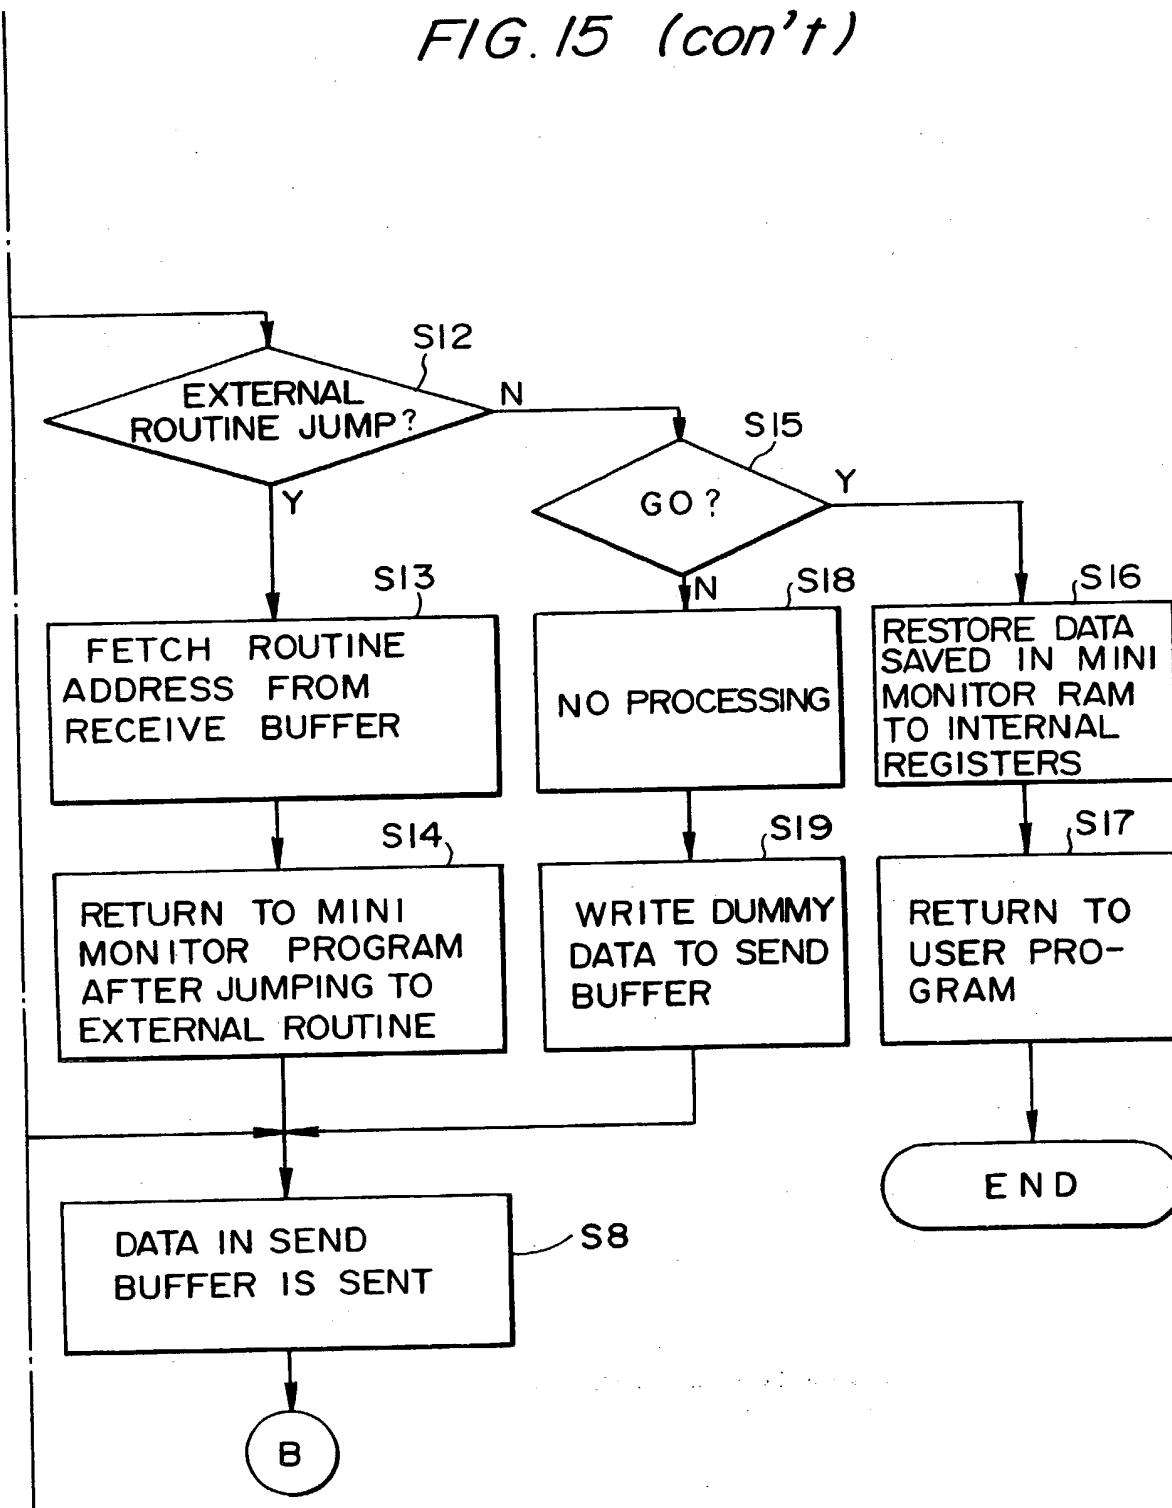 FIG. 15 (con't)
S12
EXTERNAL
ROUTINE JUMP?
N
Y
S15
GO?
Y
N
S13
FETCH ROUTINE
ADDRESS FROM
RECEIVE BUFFER
S18
NO PROCESSING
S16
RESTORE DATA
SAVED IN MINI
MONITOR RAM
TO INTERNAL
REGISTERS
S14
RETURN TO MINI
MONITOR PROGRAM
AFTER JUMPING TO
EXTERNAL ROUTINE
S19
WRITE DUMMY
DATA TO SEND
BUFFER
S17
RETURN TO
USER PRO-
GRAM
END
S8
DATA IN SEND
BUFFER IS SENT
B